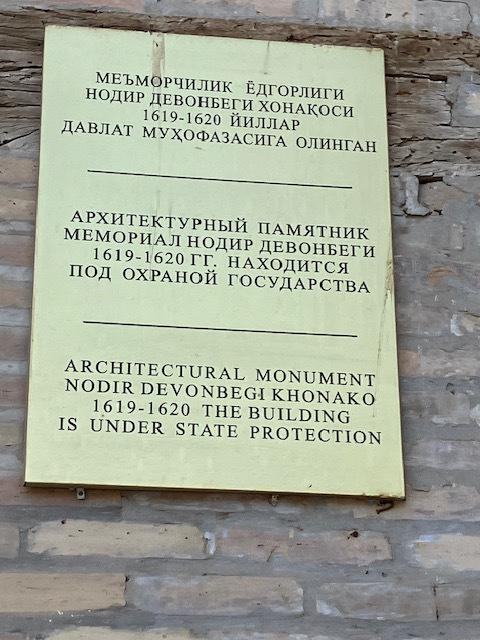 МЕЪМОРЧИЛИК ЁДГОРЛИГИ
НОДИР ДЕВОНБЕГИ ХОНАҚОСИ
1619-1620 ЙИЛЛАР
ДАВЛАТ МУҲОФАЗАСИГА ОЛИНГАН
АРХИТЕКТУРНЫЙ ПАМЯТНИК
МЕМОРИАЛ НОДИР ДЕВОНБЕГИ
1619-1620 ГГ. НАХОДИТСЯ
ПОД ОХРАНОЙ ГОСУДАРСТВА
ARCHITECTURAL MONUMENT
NODIR DEVONBEGI KHONAKO
1619-1620 THE BUILDING
IS UNDER STATE PROTECTION